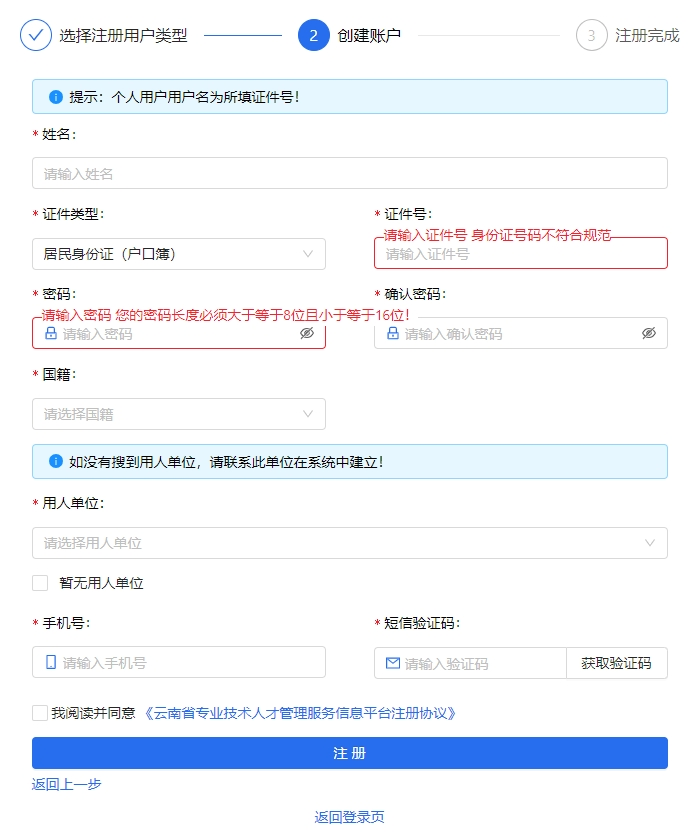 选择注册用户类型 2 创建账户 3 注册完成
提示：个人用户用户名为所填证件号！
* 姓名：
请输入姓名
* 证件类型： * 证件号：
请输入证件号 身份证号码不符合规范
居民身份证（户口簿） 请输入证件号
* 密码： * 确认密码：
请输入密码 您的密码长度必须大于等于8位且小于等于16位！
请输入密码 请输入确认密码
* 国籍：
请选择国籍
如没有搜到用人单位，请联系此单位在系统中建立！
* 用人单位：
请选择用人单位
暂无用人单位
* 手机号： * 短信验证码：
请输入手机号 请输入验证码 获取验证码
我阅读并同意 《云南省专业技术人才管理服务信息平台注册协议》
注 册
返回上一步
返回登录页